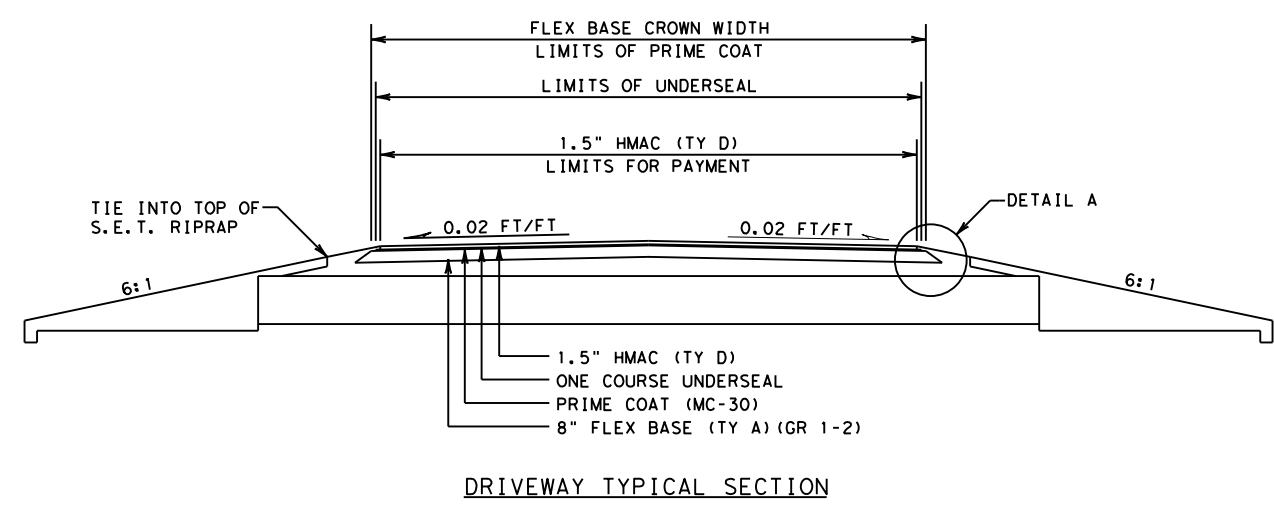 FLEX BASE CROWN WIDTH
LIMITS OF PRIME COAT
LIMITS OF UNDERSEAL
1.5" HMAC (TY D)
LIMITS FOR PAYMENT
TIE INTO TOP OF
S.E.T. RIPRAP
0.02 FT/FT
0.02 FT/FT
DETAIL A
6:1
6:1
1.5" HMAC (TY D)
ONE COURSE UNDERSEAL
PRIME COAT (MC-30)
8" FLEX BASE (TY A)(GR 1-2)
DRIVEWAY TYPICAL SECTION